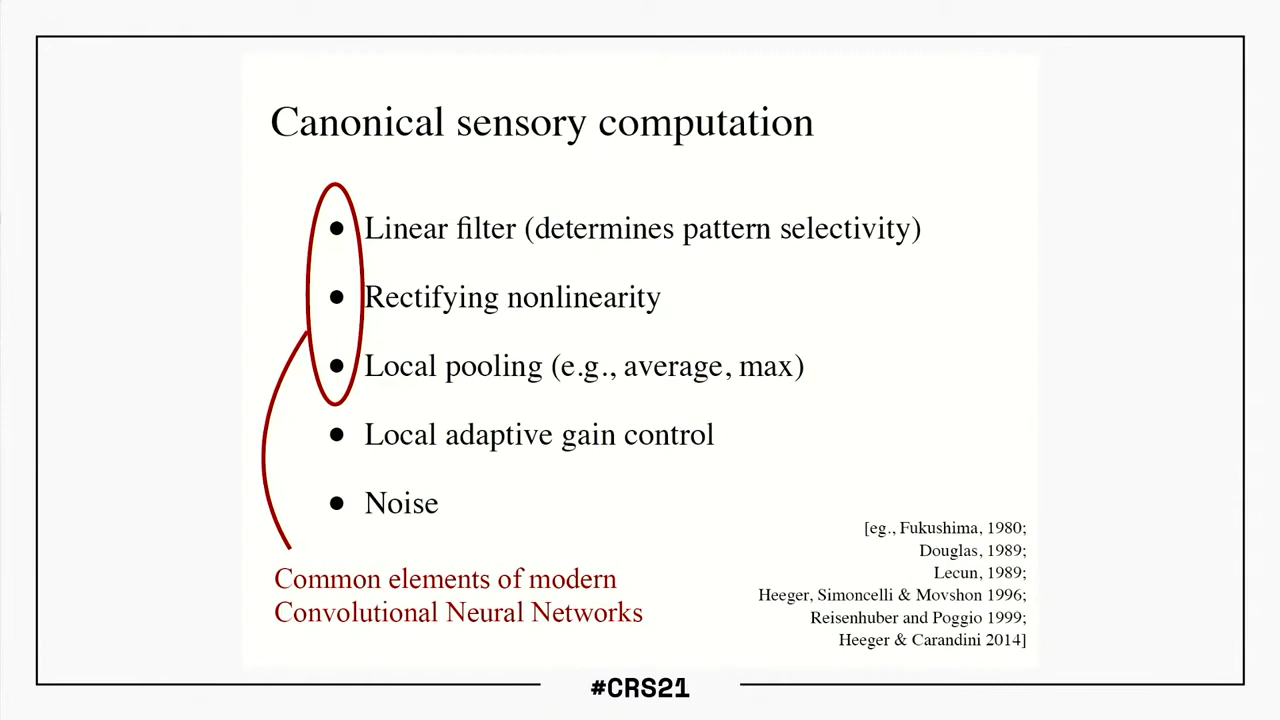 Canonical sensory computation
● Linear filter (determines pattern selectivity)
● Rectifying nonlinearity
● Local pooling (e.g., average, max)
● Local adaptive gain control
● Noise
Common elements of modern
Convolutional Neural Networks
[eg., Fukushima, 1980;
Douglas, 1989;
Lecun, 1989;
Heeger, Simoncelli & Movshon 1996;
Reisenhuber and Poggio 1999;
Heeger & Carandini 2014]
#CRS21